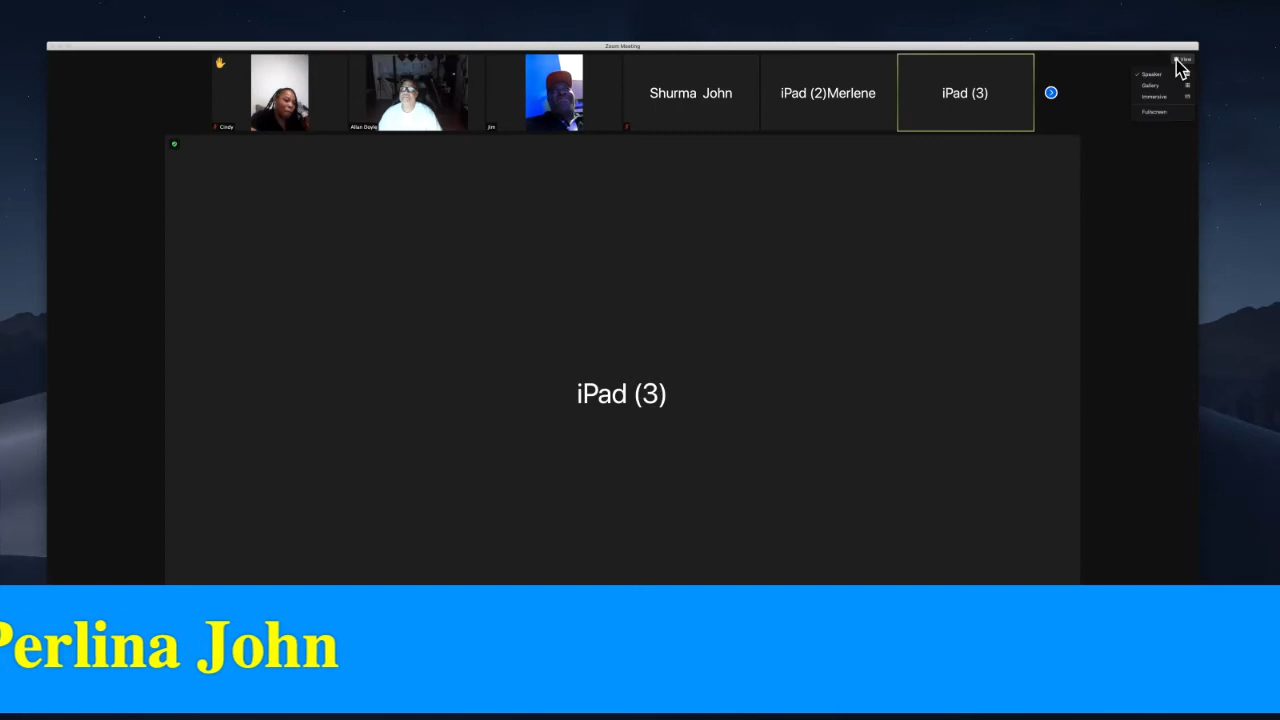 Zoom Meeting
View
Speaker
Gallery
Immersive
Fullscreen
Cindy
Allan Doyle
jim
Shurma John
iPad (2)Merlene
iPad (3)
iPad (3)
Perlina John